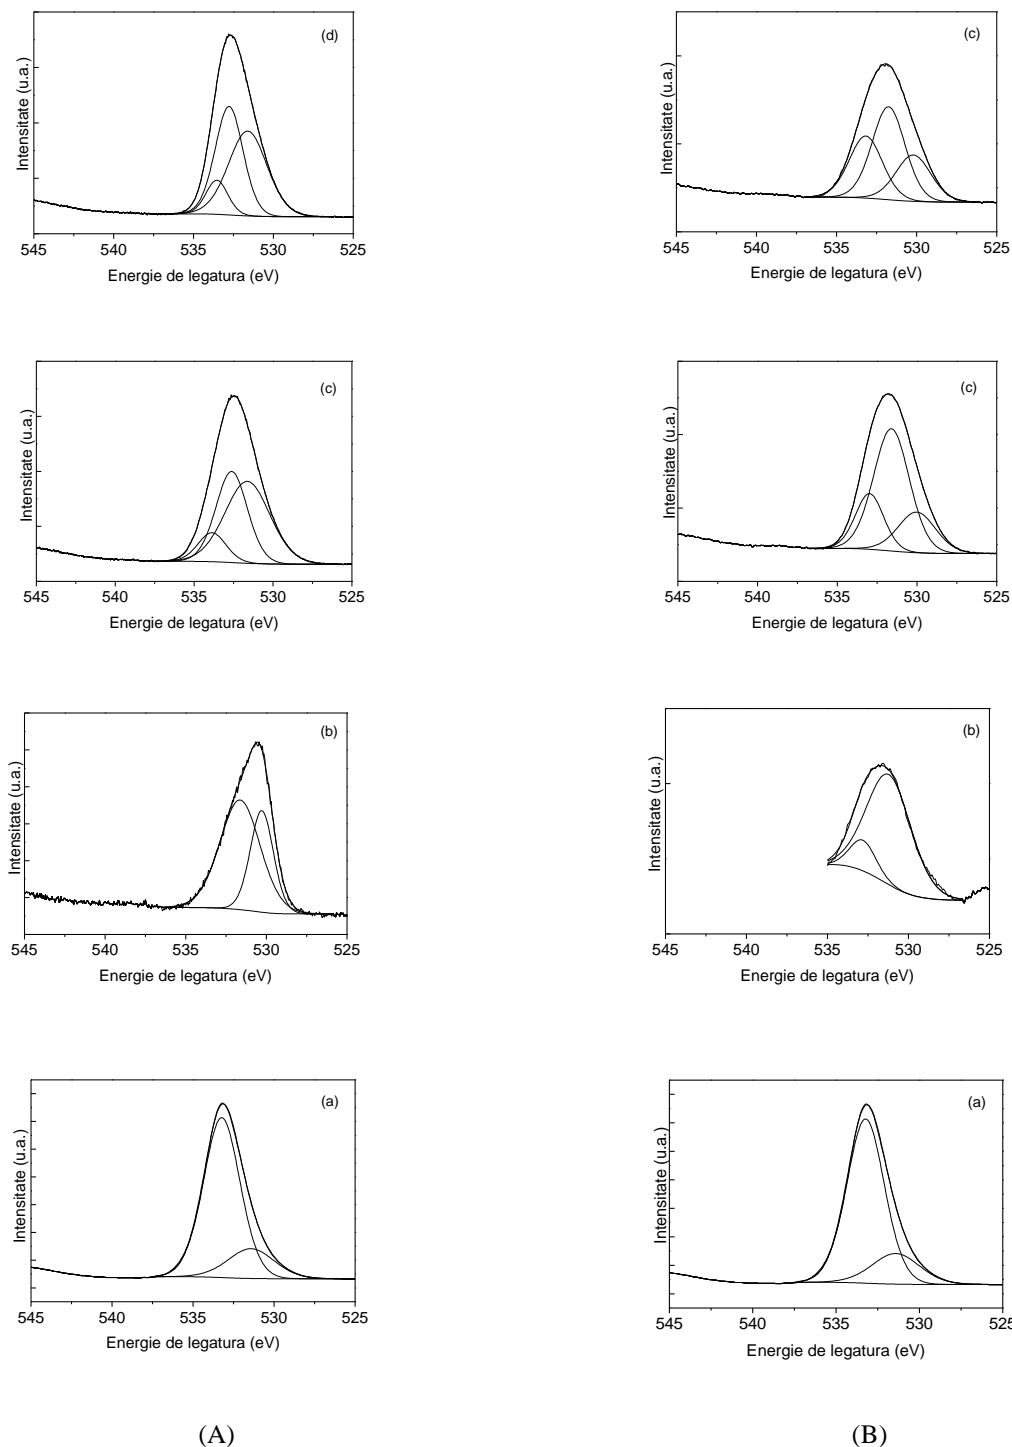 (d)
Intensitate (u.a.)
545 540 535 530 525
Energie de legatura (eV)
(c)
Intensitate (u.a.)
545 540 535 530 525
Energie de legatura (eV)
(c)
Intensitate (u.a.)
545 540 535 530 525
Energie de legatura (eV)
(c)
Intensitate (u.a.)
545 540 535 530 525
Energie de legatura (eV)
(b)
Intensitate (u.a.)
545 540 535 530 525
Energie de legatura (eV)
(b)
Intensitate (u.a.)
545 540 535 530 525
Energie de legatura (eV)
(a)
Intensitate (u.a.)
545 540 535 530 525
Energie de legatura (eV)
(a)
Intensitate (u.a.)
545 540 535 530 525
Energie de legatura (eV)
(A)
(B)